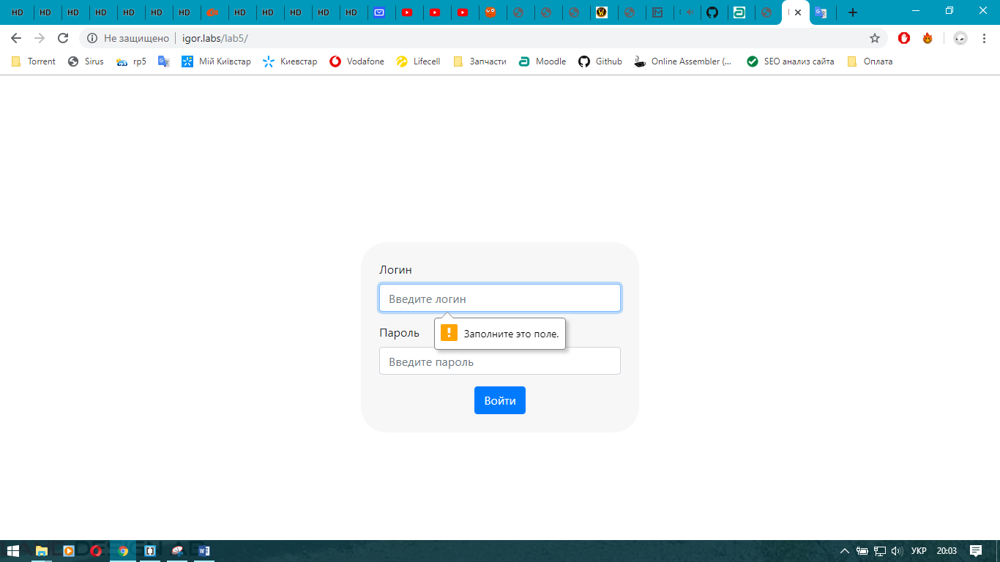 HD HD HD HD HD HD HD HD HD HD HD HD
Не защищено igor.labs/lab5/
Torrent Sirus rp5 Мій Київстар Киевстар Vodafone Lifecell Запчасти Moodle Github Online Assembler (... SEO анализ сайта Оплата
Логин
Введите логин
Заполните это поле.
Пароль
Введите пароль
Войти
УКР 20:03